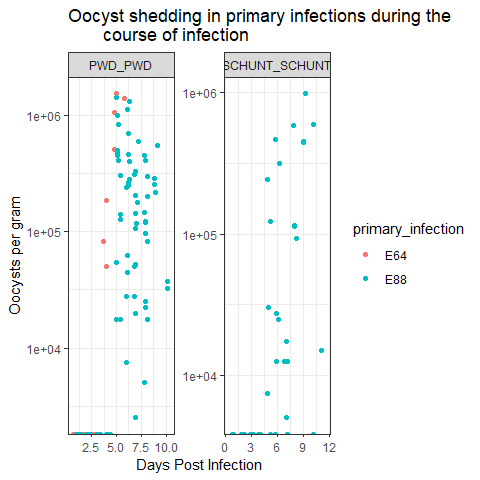 Oocyst shedding in primary infections during the
course of infection
PWD_PWD
SCHUNT_SCHUNT
1e+06
1e+05
1e+04
1e+06
1e+05
1e+04
Oocysts per gram
2.5 5.0 7.5 10.0
0 3 6 9 12
Days Post Infection
primary_infection
E64
E88